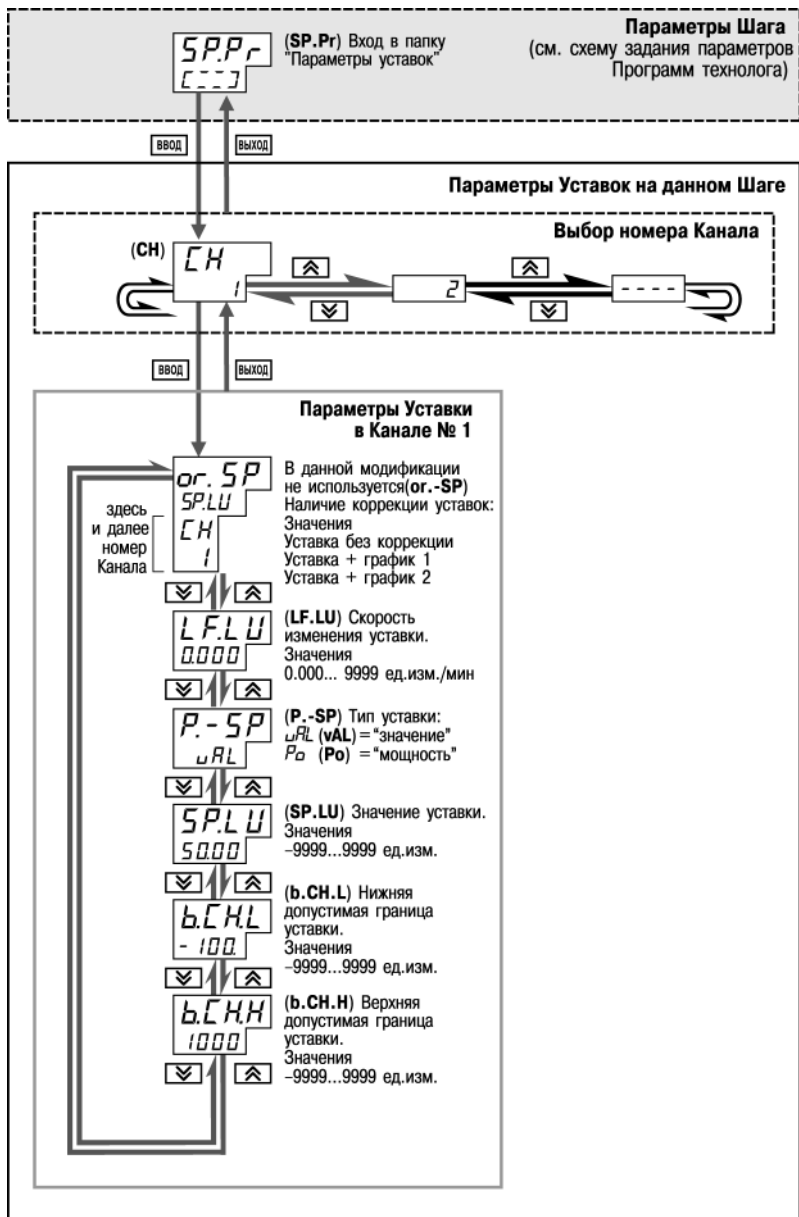 Параметры Шага
(см. схему задания параметров
Программ технолога)
SP.Pr
[---]
(SP.Pr) Вход в папку
"Параметры уставок"
ВВОД
ВЫХОД
Параметры Уставок на данном Шаге
Выбор номера Канала
(CH)
CH
1
2
----
ВВОД
ВЫХОД
Параметры Уставки
в Канале № 1
or.SP
SP.LU
CH
1
здесь
и далее
номер
Канала
В данной модификации
не используется(or.-SP)
Наличие коррекции уставок:
Значения
Уставка без коррекции
Уставка + график 1
Уставка + график 2
LF.LU
0.000
(LF.LU) Скорость
изменения уставки.
Значения
0.000... 9999 ед.изм./мин
P.-SP
vAL
(P.-SP) Тип уставки:
vAL (vAL) = "значение"
Po (Po) = "мощность"
SP.LU
50.00
(SP.LU) Значение уставки.
Значения
–9999...9999 ед.изм.
b.CH.L
-100.
(b.CH.L) Нижняя
допустимая граница
уставки.
Значения
–9999...9999 ед.изм.
b.CH.H
1000
(b.CH.H) Верхняя
допустимая граница
уставки.
Значения
–9999...9999 ед.изм.